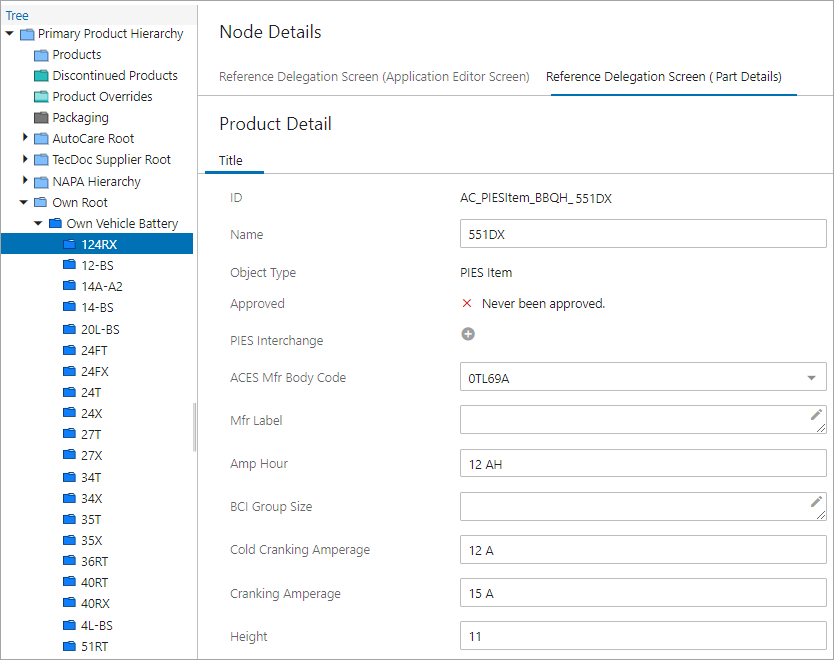 Tree
Primary Product Hierarchy
Products
Discontinued Products
Product Overrides
Packaging
AutoCare Root
TecDoc Supplier Root
NAPA Hierarchy
Own Root
Own Vehicle Battery
124RX
12-BS
14A-A2
14-BS
20L-BS
24FT
24FX
24T
24X
27T
27X
34T
34X
35T
35X
36RT
40RT
40RX
4L-BS
51RT
Node Details
Reference Delegation Screen (Application Editor Screen) Reference Delegation Screen ( Part Details)
Product Detail
Title
ID AC_PIESItem_BBQH_551DX
Name 551DX
Object Type PIES Item
Approved Never been approved.
PIES Interchange
ACES Mfr Body Code 0TL69A
Mfr Label
Amp Hour 12 AH
BCI Group Size
Cold Cranking Amperage 12 A
Cranking Amperage 15 A
Height 11